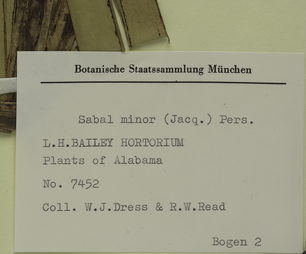 Botanische Staatssammlung München
Sabal minor (Jacq.) Pers.
L.H.BAILEY HORTORIUM
Plants of Alabama
No. 7452
Coll. W.J.Dress & R.W.Read
Bogen 2